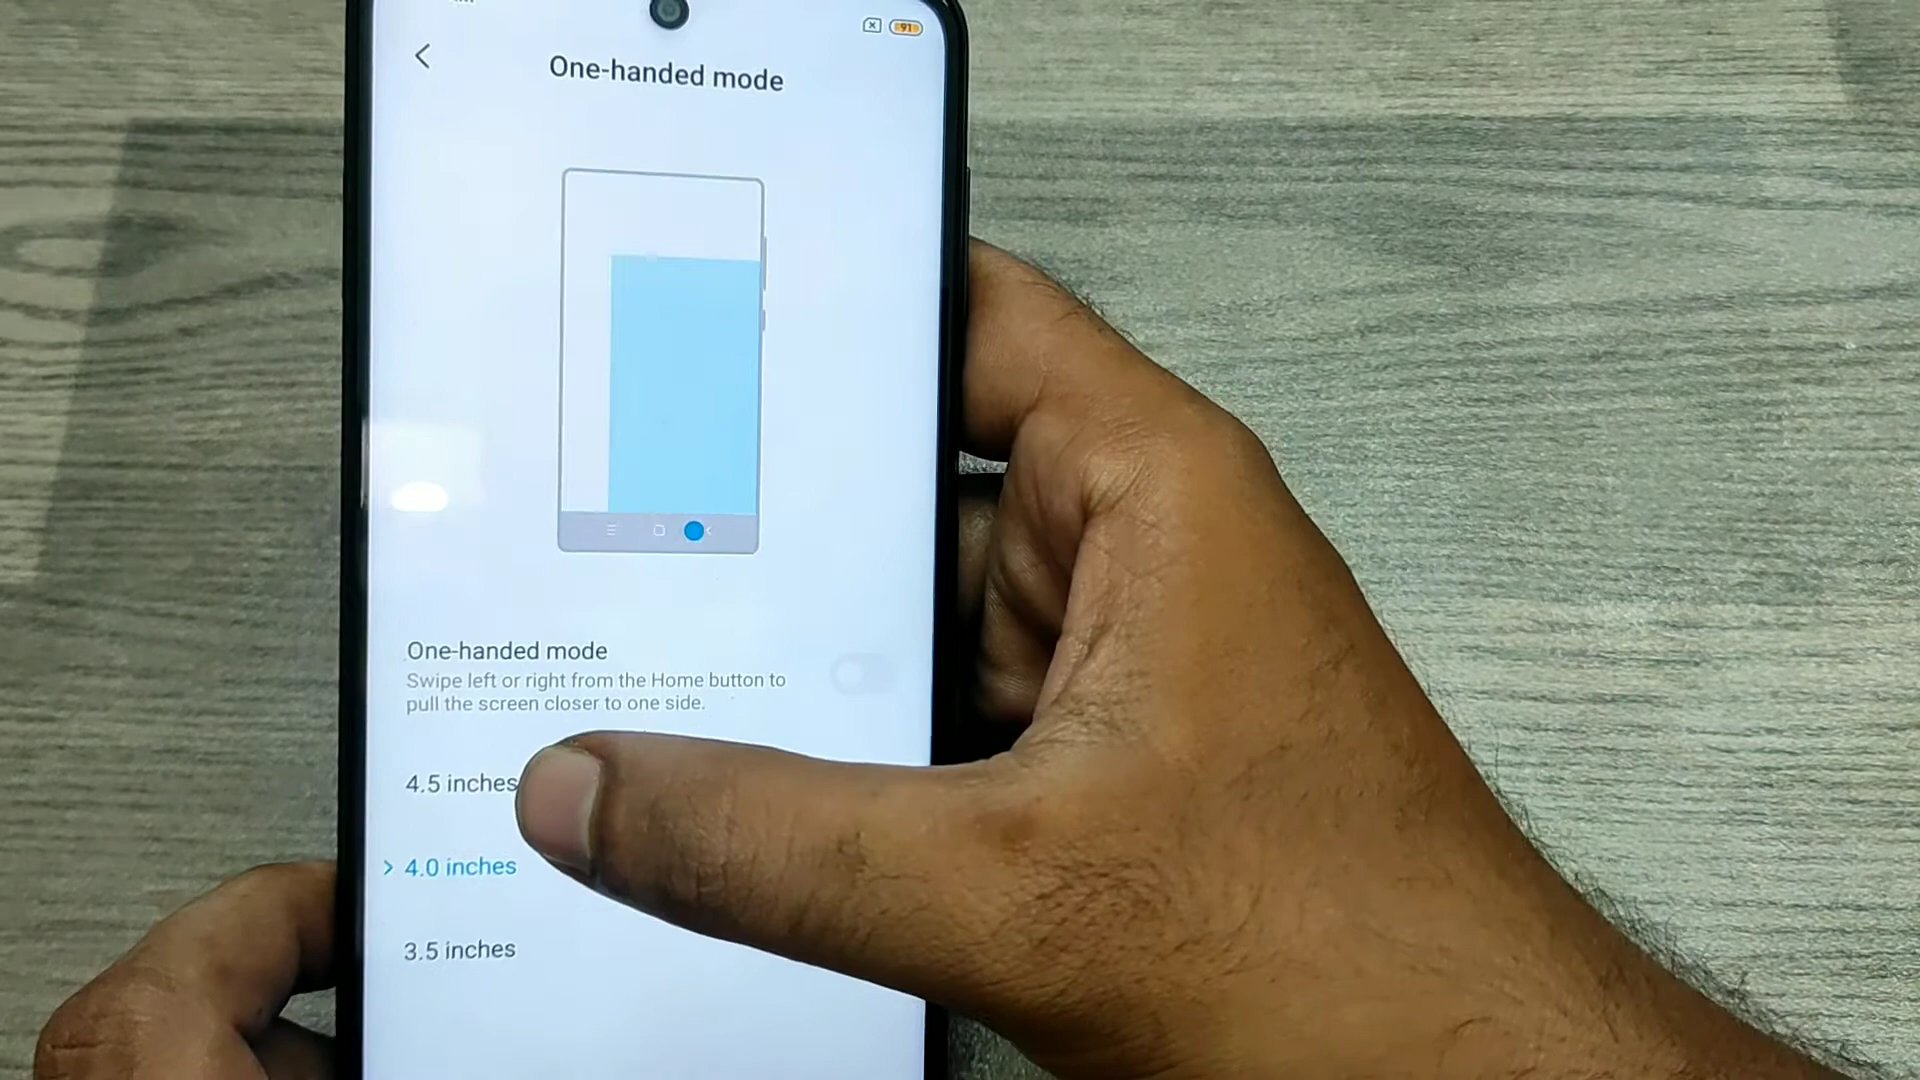 91
One-handed mode
One-handed mode
Swipe left or right from the Home button to
pull the screen closer to one side.
4.5 inches
4.0 inches
3.5 inches